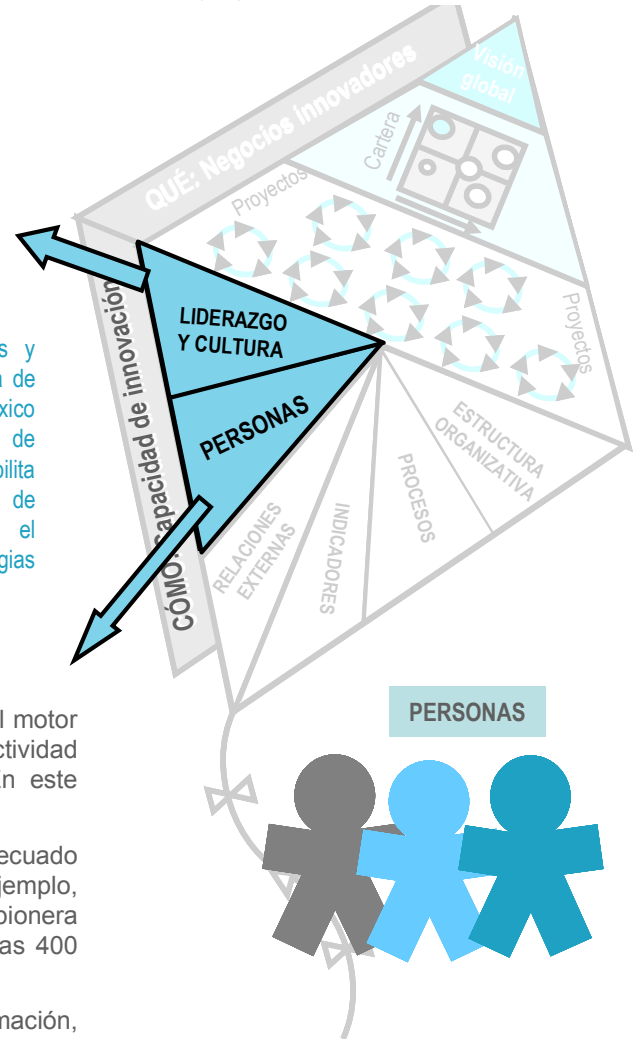 Visión
global
QUÉ: Negocios innovadores
Cartera
Proyectos
Proyectos
CÓMO: Capacidad de innovación
LIDERAZGO
Y CULTURA
PERSONAS
RELACIONES
EXTERNAS
INDICADORES
PROCESOS
ESTRUCTURA
ORGANIZATIVA
s y
de
xico
de
bilita
de
el
gias
PERSONAS
l motor
ctividad
En este
ecuado
jemplo,
pionera
as 400
mación,